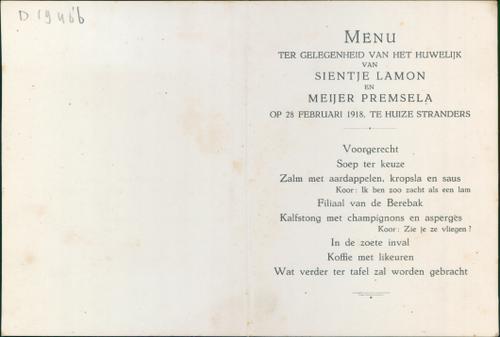 D 19466
MENU
TER GELEGENHEID VAN HET HUWELIJK
VAN
SIENTJE LAMON
EN
MEIJER PREMSELA
OP 28 FEBRUARI 1918, TE HUIZE STRANDERS
Voorgerecht
Soep ter keuze
Zalm met aardappelen, kropsla en saus
Koor: Ik ben zoo zacht als een lam
Filiaal van de Berebak
Kalfstong met champignons en asperges
Koor: Zie je ze vliegen?
In de zoete inval
Koffie met likeuren
Wat verder ter tafel zal worden gebracht